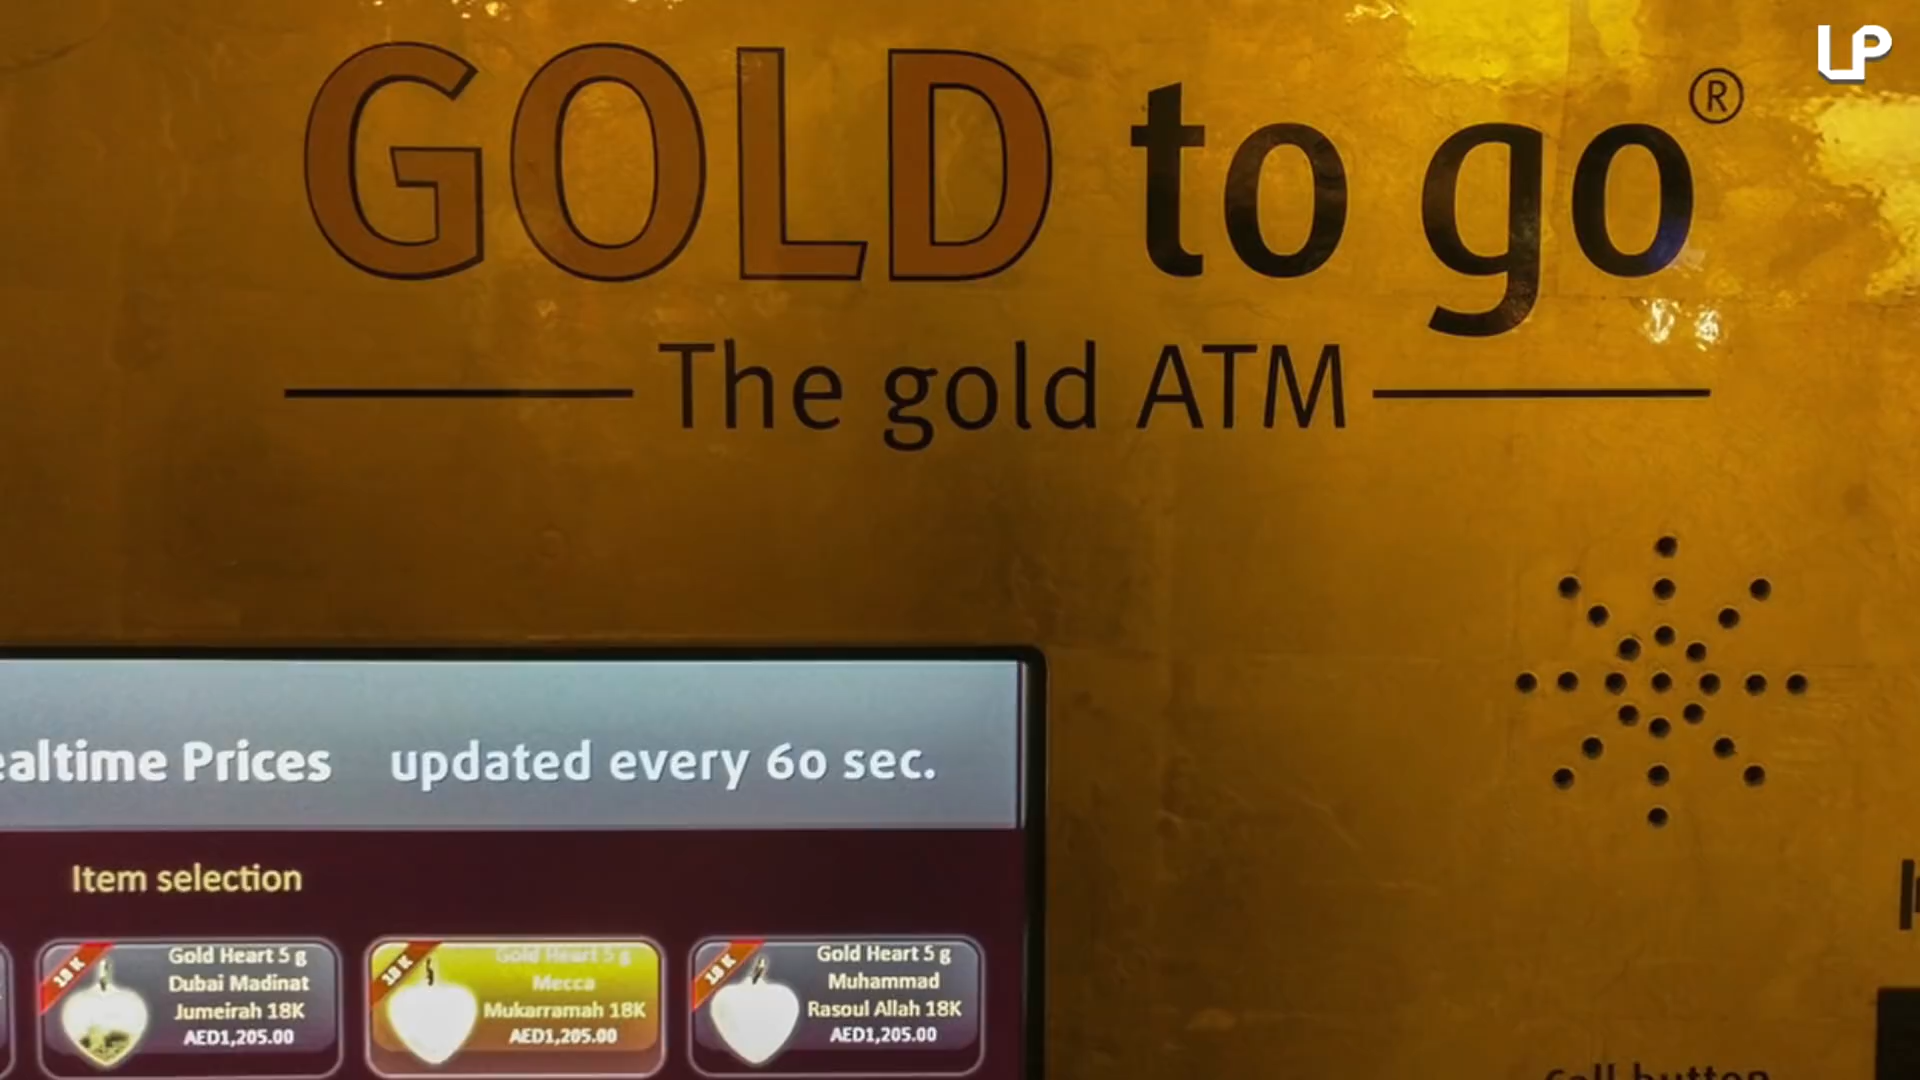 LP
GOLD to go®
The gold ATM
Prices updated every 60 sec.
Item selection
18 K
Gold Heart 5 g
Dubai Madinat
Jumeirah 18K
AED1,205.00
18 K
Gold Heart 5 g
Mecca
Mukarramah 18K
AED1,205.00
18 K
Gold Heart 5 g
Muhammad
Rasoul Allah 18K
AED1,205.00
call button